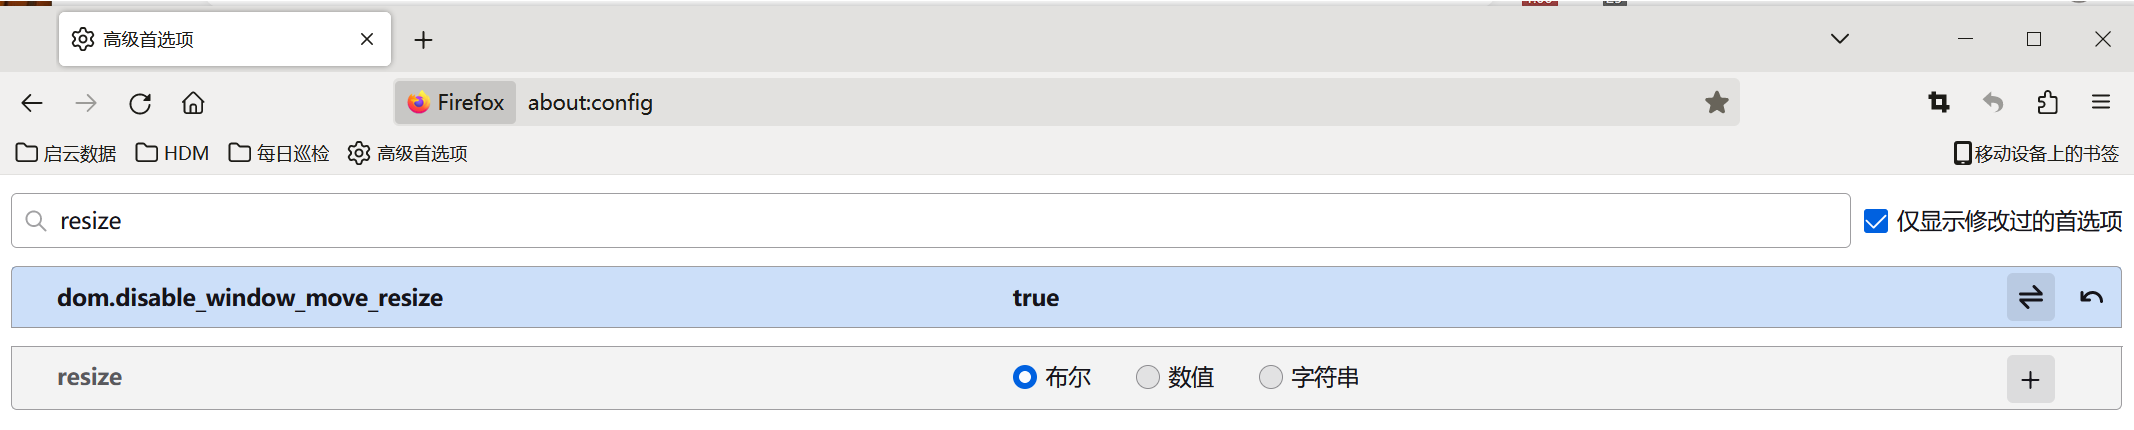 高级首选项
Firefox about:config
启云数据 HDM 每日巡检 高级首选项 移动设备上的书签
resize 仅显示修改过的首选项
dom.disable_window_move_resize true
resize 布尔 数值 字符串